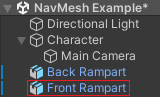 NavMesh Example*
Directional Light
Character
Main Camera
Back Rampart
Front Rampart